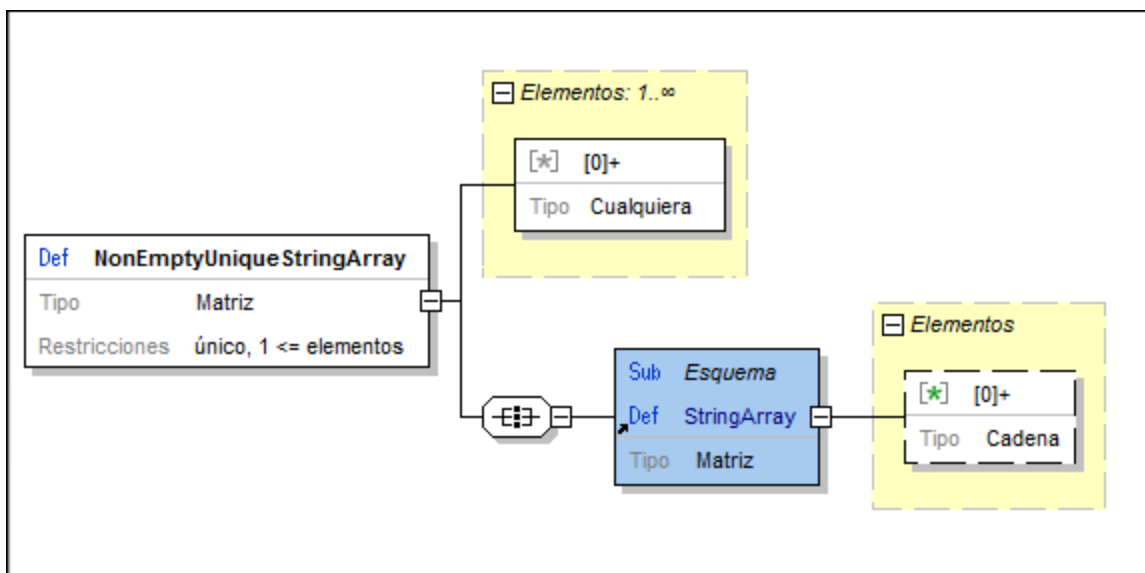 Elementos: 1..∞
[*] [0]+
Tipo Cualquiera
Def NonEmptyUniqueStringArray
Tipo Matriz
Restricciones único, 1 <= elementos
Elementos
Sub Esquema
Def StringArray
Tipo Matriz
[*] [0]+
Tipo Cadena